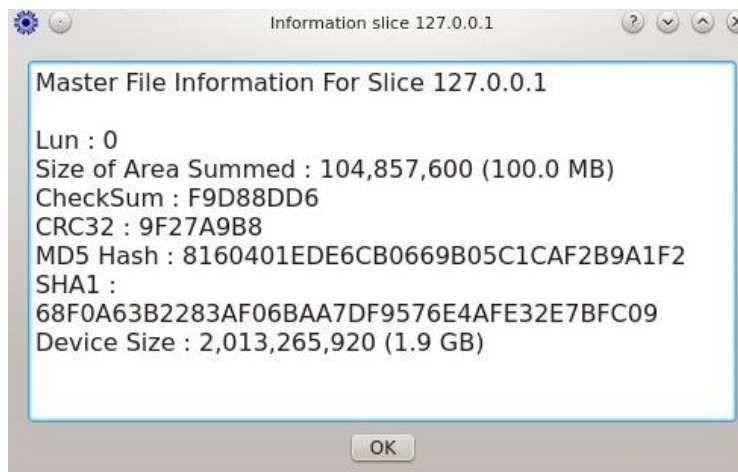 Information slice 127.0.0.1
Master File Information For Slice 127.0.0.1
Lun : 0
Size of Area Summed : 104,857,600 (100.0 MB)
CheckSum : F9D88DD6
CRC32 : 9F27A9B8
MD5 Hash : 8160401EDE6CB0669B05C1CAF2B9A1F2
SHA1 :
68F0A63B2283AF06BAA7DF9576E4AFE32E7BFC09
Device Size : 2,013,265,920 (1.9 GB)
OK